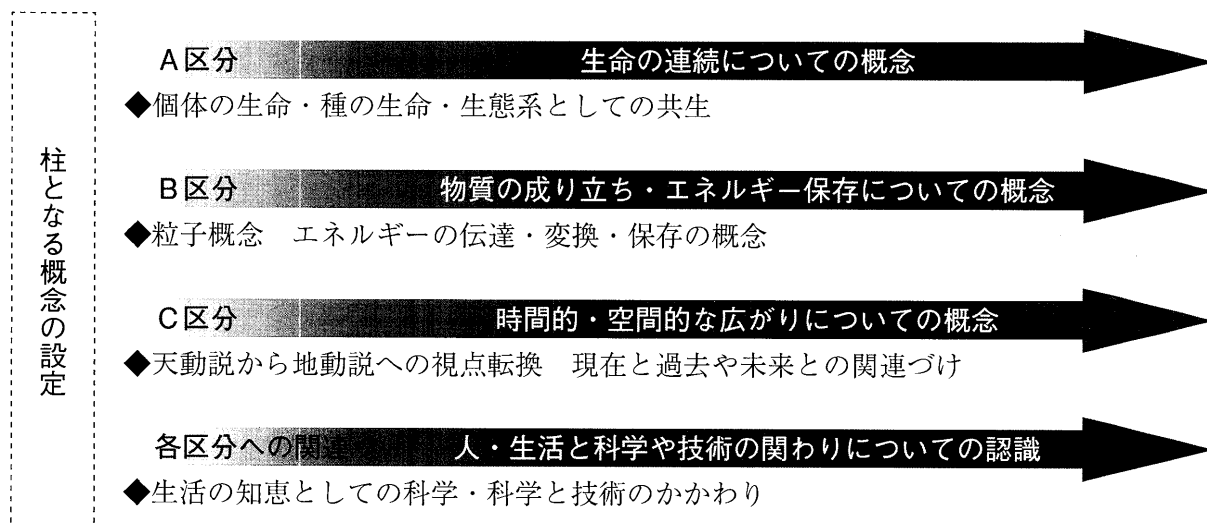 柱となる概念の設定
A区分 生命の連続についての概念
◆個体の生命・種の生命・生態系としての共生
B区分 物質の成り立ち・エネルギー保存についての概念
◆粒子概念　エネルギーの伝達・変換・保存の概念
C区分 時間的・空間的な広がりについての概念
◆天動説から地動説への視点転換　現在と過去や未来との関連づけ
各区分への関連 人・生活と科学や技術の関わりについての認識
◆生活の知恵としての科学・科学と技術のかかわり